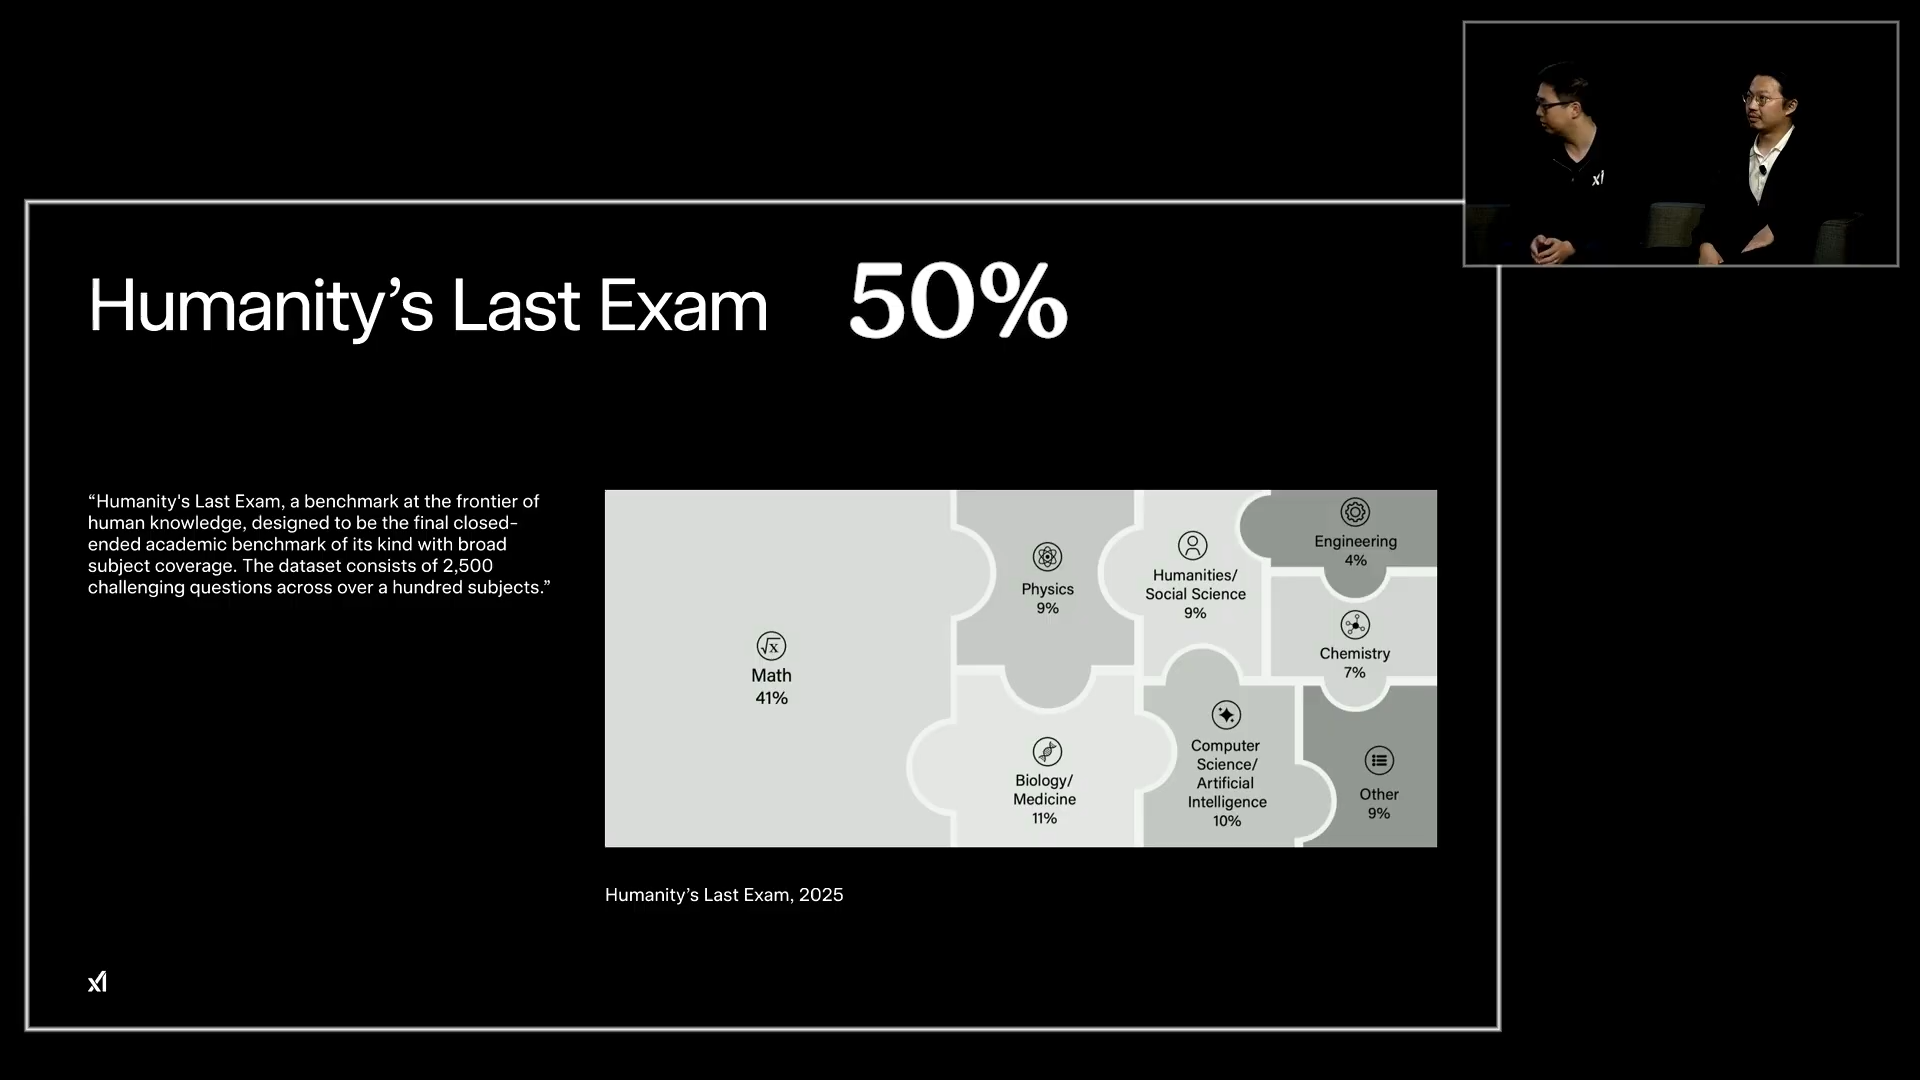 Humanity’s Last Exam 50%
“Humanity's Last Exam, a benchmark at the frontier of
human knowledge, designed to be the final closed-
ended academic benchmark of its kind with broad
subject coverage. The dataset consists of 2,500
challenging questions across over a hundred subjects.”
√x
Math
41%
Physics
9%
Humanities/
Social Science
9%
Engineering
4%
Chemistry
7%
Biology/
Medicine
11%
Computer
Science/
Artificial
Intelligence
10%
Other
9%
Humanity’s Last Exam, 2025
xI
xI